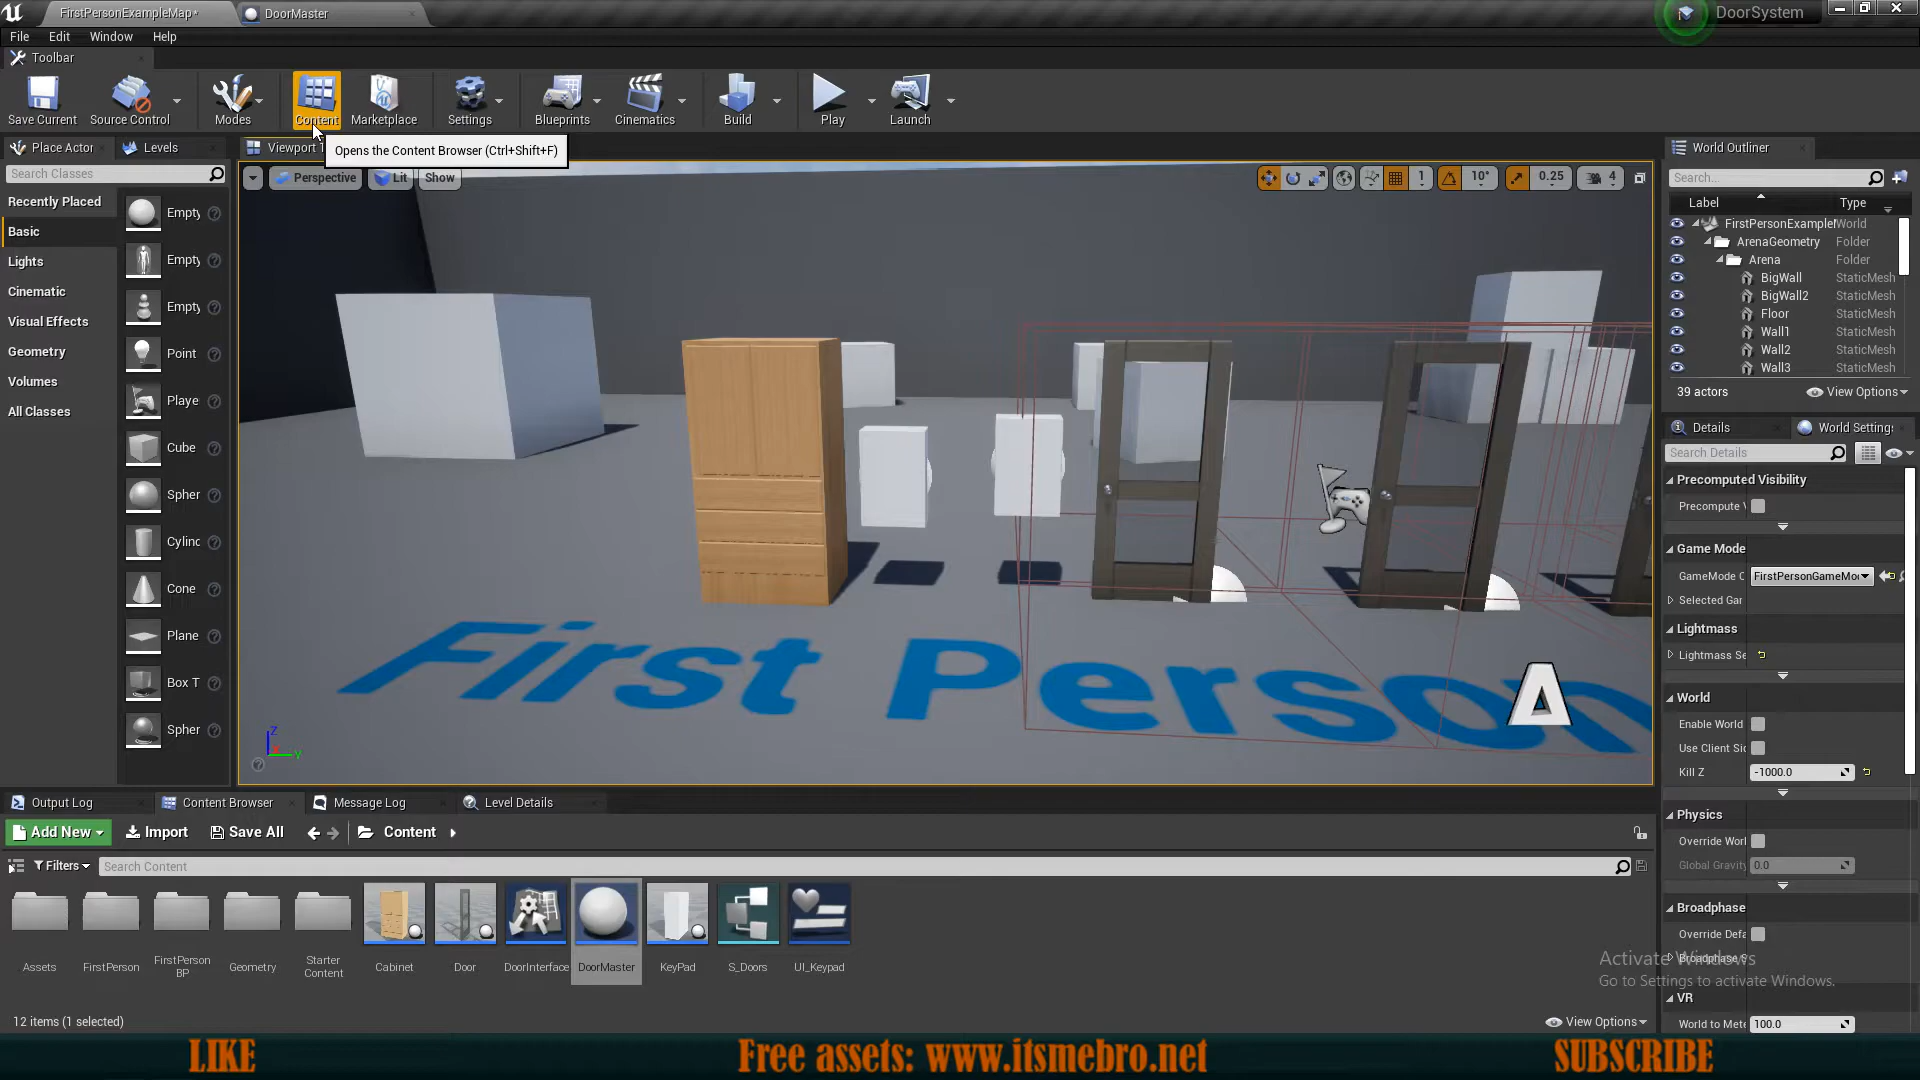 FirstPersonExampleMap*
DoorMaster
DoorSystem
File Edit Window Help
Toolbar
Save Current
Source Control
Modes
Content
Marketplace
Settings
Blueprints
Cinematics
Build
Play
Launch
Opens the Content Browser (Ctrl+Shift+F)
Place Actor
Levels
Search Classes
Recently Placed
Basic
Lights
Cinematic
Visual Effects
Geometry
Volumes
All Classes
Empty
Empty
Empty
Point
Playe
Cube
Spher
Cylinc
Cone
Plane
Box T
Spher
Viewport
Perspective
Lit
Show
1
10°
0.25
4
First Person
Z
Y
World Outliner
Search...
Label
Type
FirstPersonExample World
ArenaGeometry Folder
Arena Folder
BigWall StaticMesh
BigWall2 StaticMesh
Floor StaticMesh
Wall1 StaticMesh
Wall2 StaticMesh
Wall3 StaticMesh
39 actors
View Options
Details
World Settings
Search Details
Precomputed Visibility
Precompute V
Game Mode
GameMode O FirstPersonGameMo
Selected Gar
Lightmass
Lightmass Se
World
Enable World
Use Client Sid
Kill Z -1000.0
Physics
Override Worl
Global Gravity 0.0
Broadphase
Override Defa
Broadphase S
Activate Windows
Go to Settings to activate Windows.
VR
World to Mete 100.0
Output Log
Content Browser
Message Log
Level Details
Add New
Import
Save All
Content
Filters
Search Content
Assets
FirstPerson
FirstPerson
BP
Geometry
Starter
Content
Cabinet
Door
DoorInterface
DoorMaster
KeyPad
S_Doors
UI_Keypad
12 items (1 selected)
View Options
LIKE
Free assets: www.itsmebro.net
SUBSCRIBE